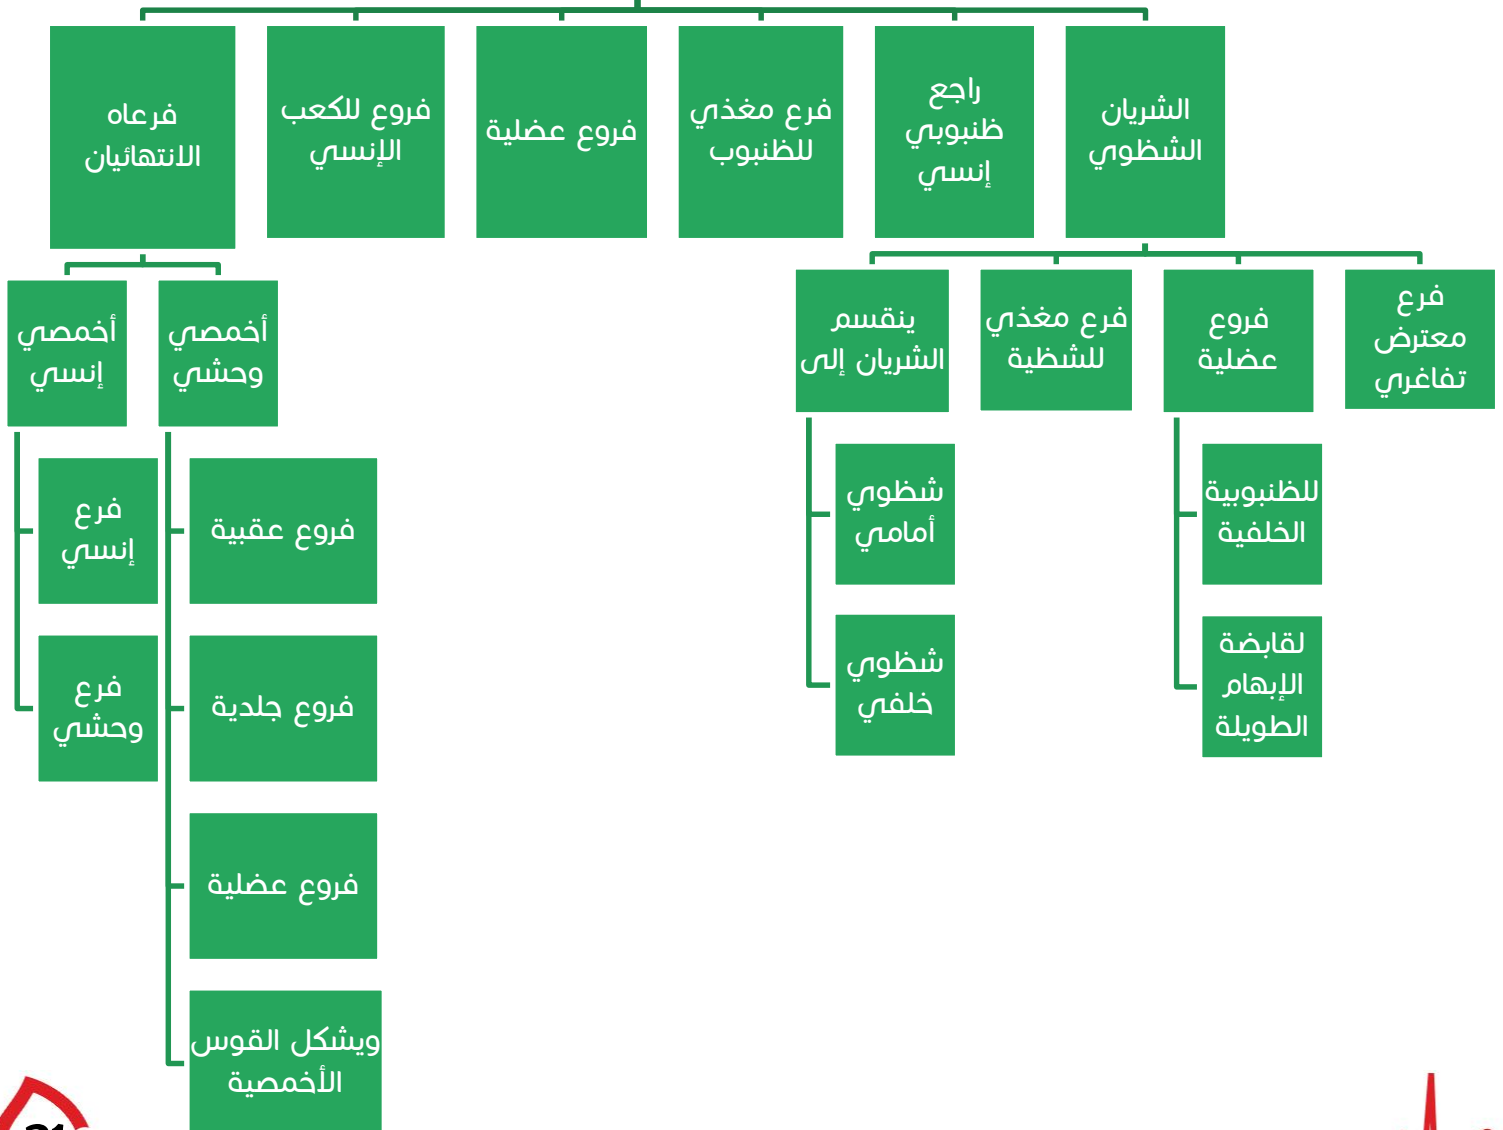 الشريان
الشظوي
راجع
ظنبوبي
إنسي
فرع مغذي
للظنبوب
فروع عضلية
فروع للكعب
الإنسي
فرعاه
الانتهائيان
فرع
معترض
تفاغري
فروع
عضلية
فرع مغذي
للشظية
ينقسم
الشريان إلى
أخمصي
وحشي
أخمصي
إنسي
للظنبوبية
الخلفية
لقابضة
الإبهام
الطويلة
شظوي
أمامي
شظوي
خلفي
فروع عقبية
فروع جلدية
فروع عضلية
ويشكل القوس
الأخمصية
فرع
إنسي
فرع
وحشي